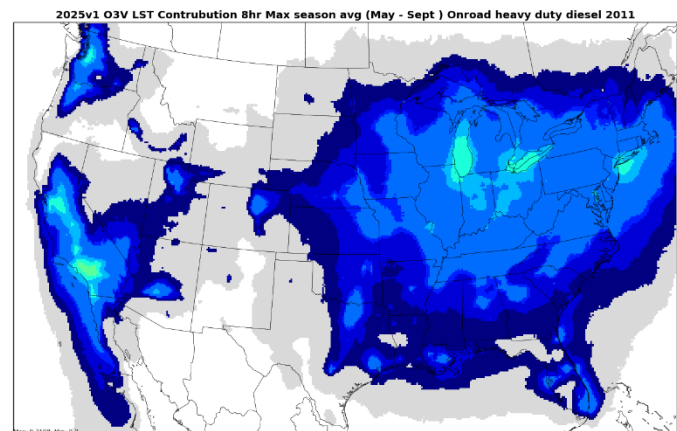 2025v1 O3V LST Contrubution 8hr Max season avg (May - Sept ) Onroad heavy duty diesel 2011